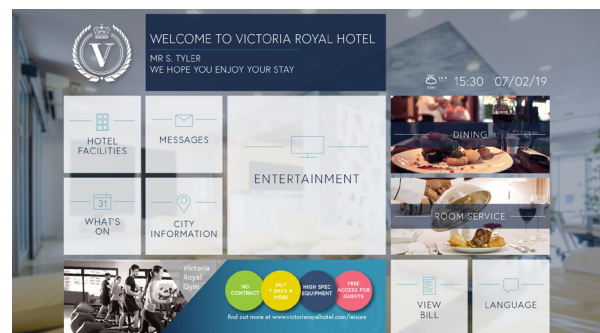 V
WELCOME TO VICTORIA ROYAL HOTEL
MR S. TYLER
WE HOPE YOU ENJOY YOUR STAY
11° 15:30 07/02/19
HOTEL
FACILITIES
MESSAGES
ENTERTAINMENT
DINING
31
WHAT'S
ON
CITY
INFORMATION
ROOM SERVICE
Victoria
Royal
Gym
NO
CONTRACT
24/7
7 DAYS A
WEEK
HIGH SPEC
EQUIPMENT
FREE
ACCESS FOR
GUESTS
find out more at www.victoriaroyalhotel.com/leisure
VIEW
BILL
LANGUAGE